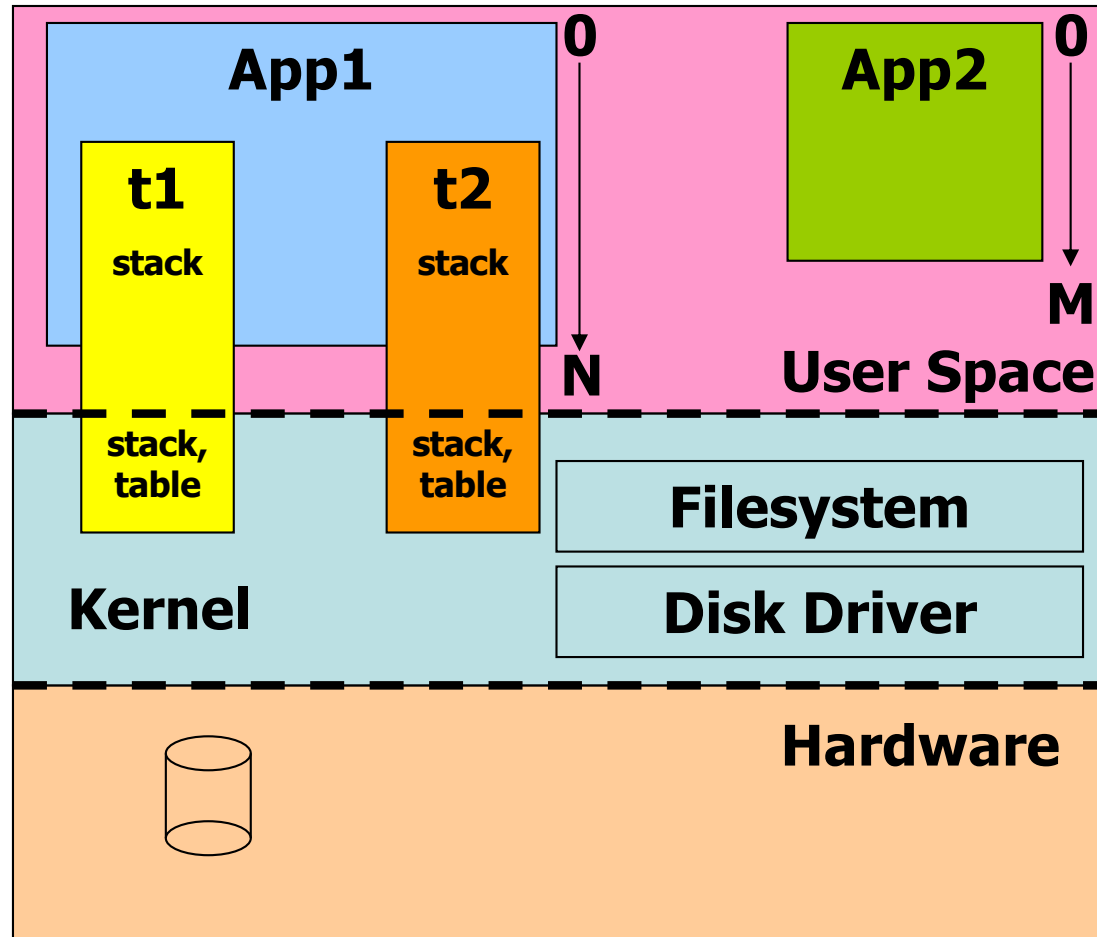 App1
0
App2
0
t1
stack
t2
stack
N
M
User Space
stack,
table
stack,
table
Filesystem
Kernel
Disk Driver
Hardware